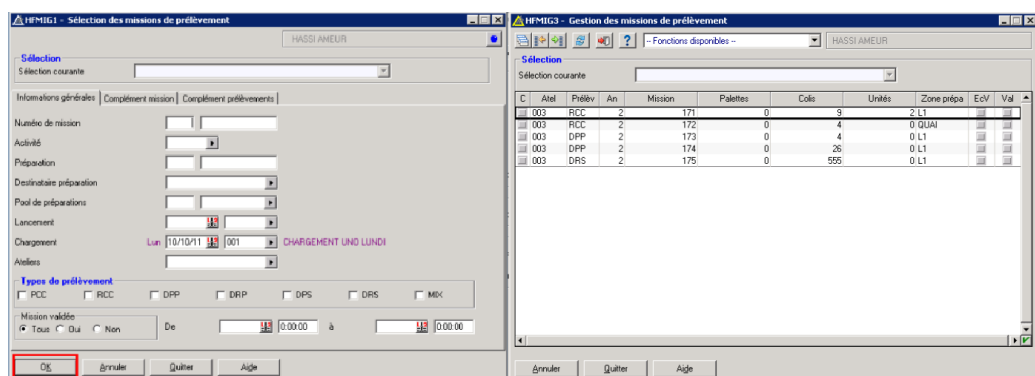 HFMIG1 - Sélection des missions de prélèvement
HASSI AMEUR
Sélection
Sélection courante
Informations générales Complément mission Complément prélèvements
Numéro de mission
Activité
Préparation
Destinataire préparation
Pool de préparations
Lancement
Chargement Lun 10/10/11 001 CHARGEMENT UNO LUNDI
Ateliers
Types de prélèvement
PCC RCC DPP DRP DPS DRS MIX
Mission validée
Tous Oui Non De 0:00:00 à 0:00:00
OK Annuler Quitter Aide
HFMIG3 - Gestion des missions de prélèvement
-- Fonctions disponibles -- HASSI AMEUR
Sélection
Sélection courante
C Atel Prélèv An Mission Palettes Colis Unités Zone prépa EcV Val
003 RCC 2 171 0 9 2 L1
003 RCC 2 172 0 4 0 QUAI
003 DPP 2 173 0 4 0 L1
003 DPP 2 174 0 26 0 L1
003 DRS 2 175 0 555 0 L1
Annuler Quitter Aide